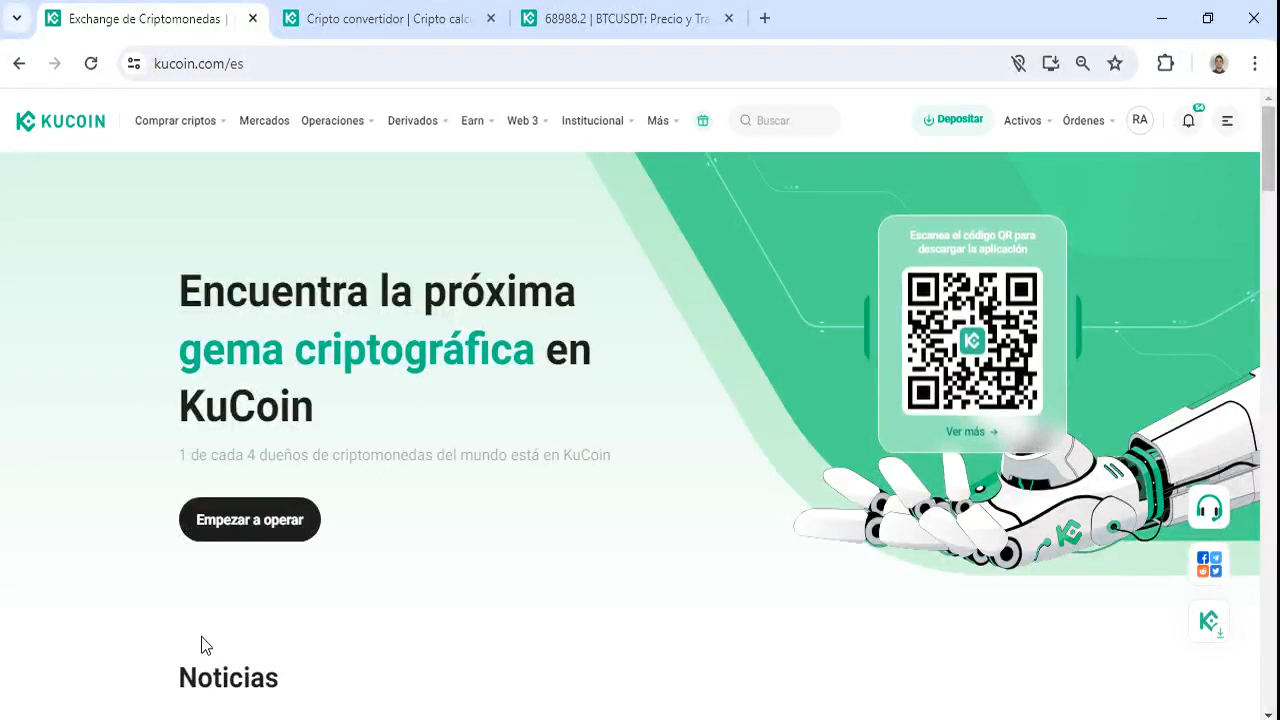 Exchange de Criptomonedas |
Cripto convertidor | Cripto calc
68988.2 | BTCUSDT: Precio y Tra
kucoin.com/es
KUCOIN
Comprar criptos
Mercados
Operaciones
Derivados
Earn
Web 3
Institucional
Más
Buscar
Depositar
Activos
Órdenes
RA
54
Escanea el código QR para
descargar la aplicación
Ver más →
Encuentra la próxima
gema criptográfica en
KuCoin
1 de cada 4 dueños de criptomonedas del mundo está en KuCoin
Empezar a operar
Noticias